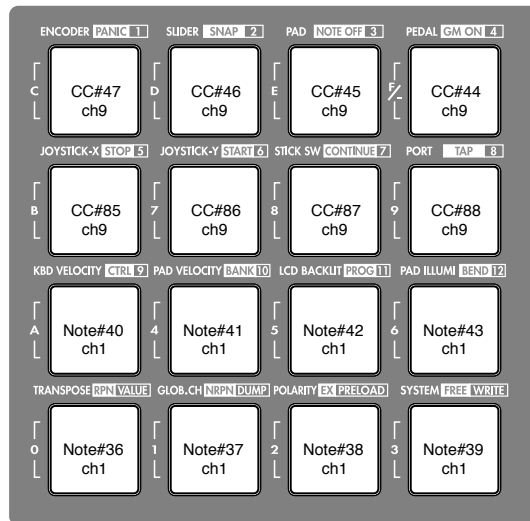 ENCODER PANIC 1 SLIDER SNAP 2 PAD NOTE OFF 3 PEDAL GM ON 4
C CC#47 D CC#46 E CC#45 F/- CC#44
ch9 ch9 ch9 ch9
JOYSTICK-X STOP 5 JOYSTICK-Y START 6 STICK SW CONTINUE 7 PORT TAP 8
B CC#85 7 CC#86 8 CC#87 9 CC#88
ch9 ch9 ch9 ch9
KBD VELOCITY CTRL 9 PAD VELOCITY BANK 10 LCD BACKLIT PROG 11 PAD ILLUMI BEND 12
A Note#40 4 Note#41 5 Note#42 6 Note#43
ch1 ch1 ch1 ch1
TRANSPOSE RPN VALUE GLOB.CH NRPN DUMP POLARITY EX PRELOAD SYSTEM FREE WRITE
0 Note#36 1 Note#37 2 Note#38 3 Note#39
ch1 ch1 ch1 ch1